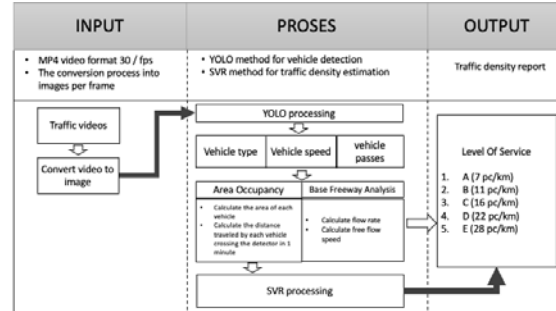 INPUT
PROSES
OUTPUT
• MP4 video format 30 / fps
• The conversion process into
images per frame
• YOLO method for vehicle detection
• SVR method for traffic density estimation
Traffic density report
Traffic videos
Convert video to
image
YOLO processing
Vehicle type
Vehicle speed
vehicle
passes
Area Occupancy
• Calculate the area of each
vehicle
• Calculate the distance
traveled by each vehicle
crossing the detector in 1
minute
Base Freeway Analysis
• Calculate flow rate
• Calculate free flow
speed
SVR processing
Level Of Service
1. A (7 pc/km)
2. B (11 pc/km)
3. C (16 pc/km)
4. D (22 pc/km)
5. E (28 pc/km)